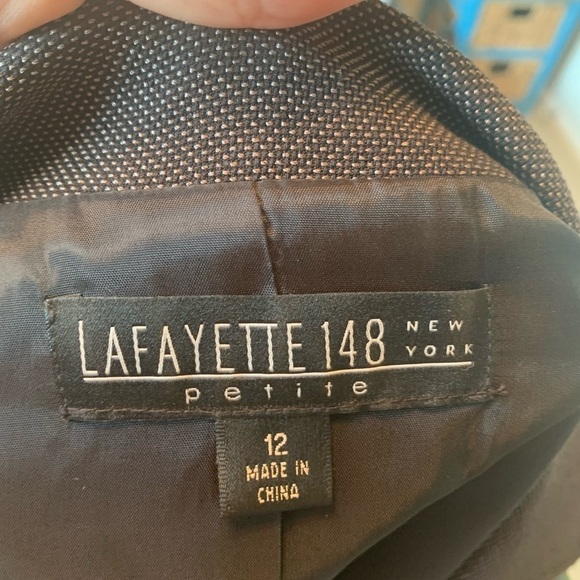 LAFAYETTE 148 NEW YORK
petite
12
MADE IN
CHINA